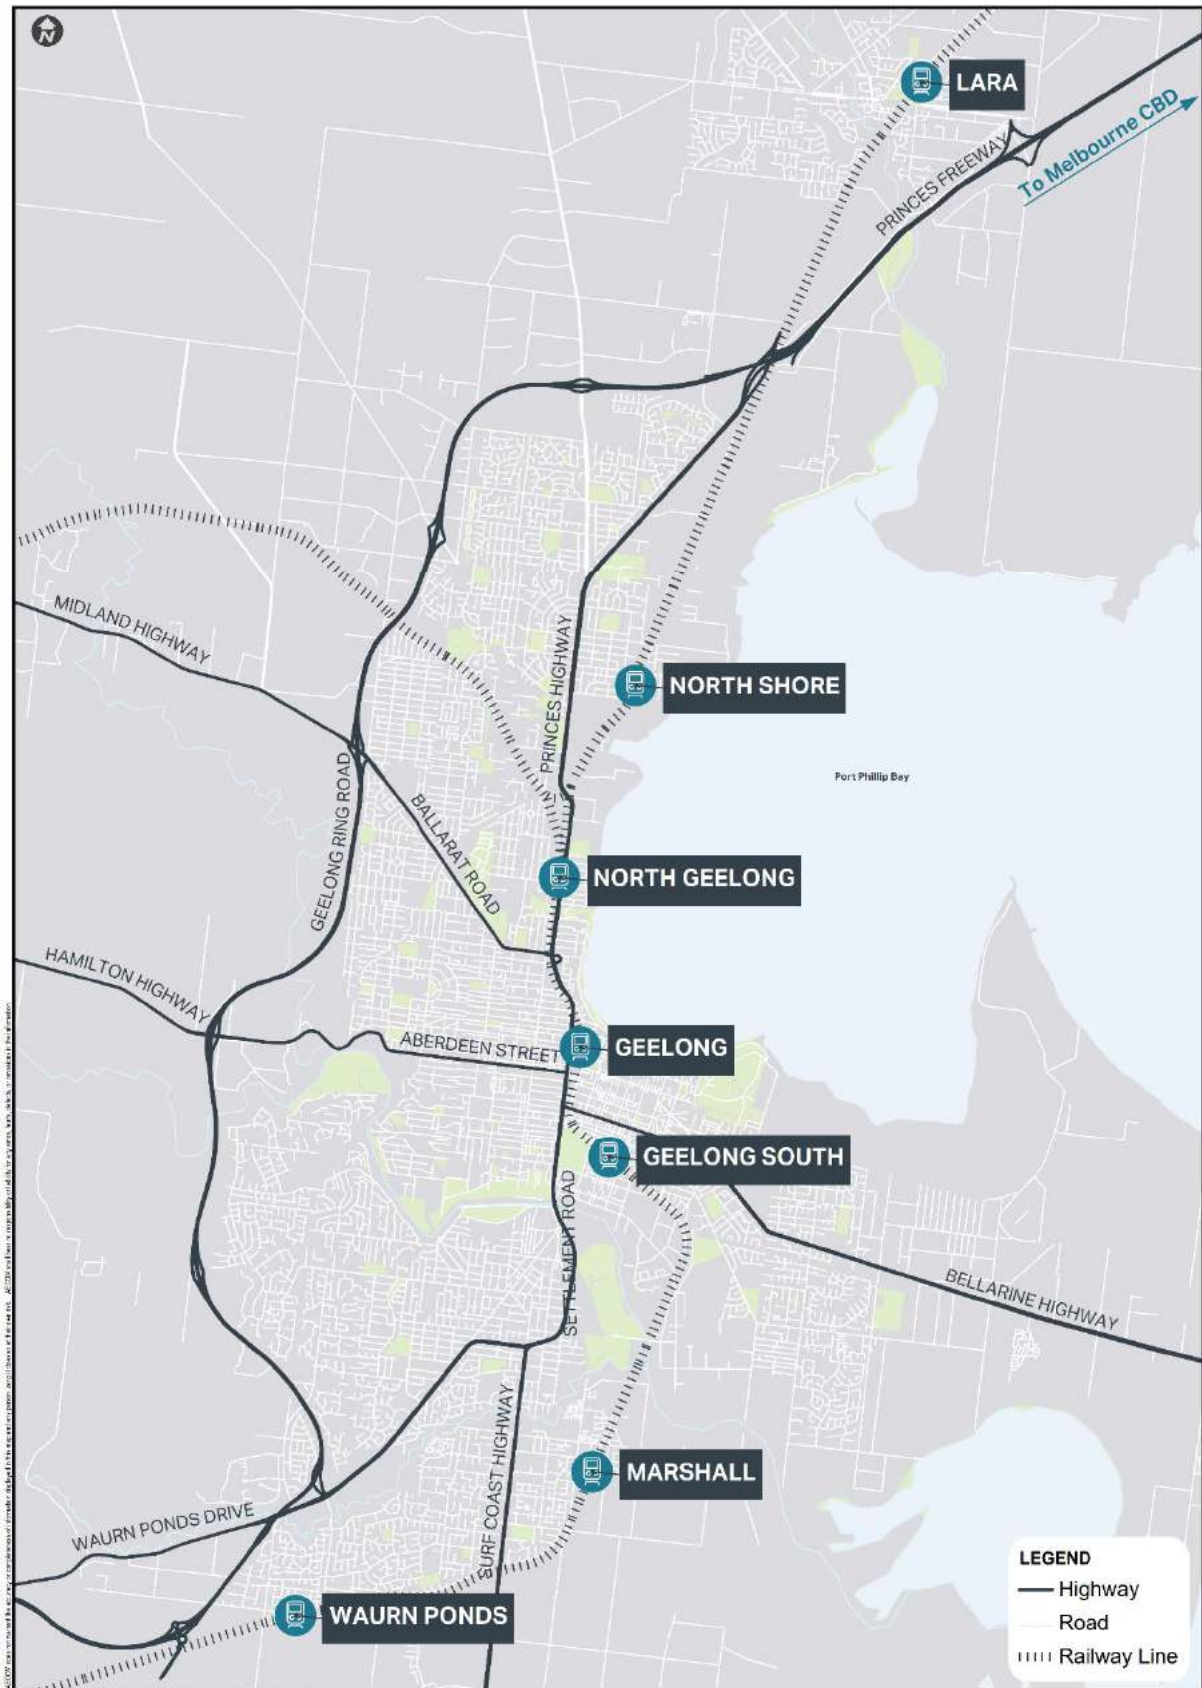 N
LARA
To Melbourne CBD
PRINCES FREEWAY
MIDLAND HIGHWAY
PRINCES HIGHWAY
NORTH SHORE
Port Phillip Bay
GEELONG RING ROAD
BALLARAT ROAD
NORTH GEELONG
HAMILTON HIGHWAY
ABERDEEN STREET
GEELONG
GEELONG SOUTH
SETTLEMENT ROAD
BELLARINE HIGHWAY
SURF COAST HIGHWAY
MARSHALL
WAURN PONDS DRIVE
WAURN PONDS
LEGEND
Highway
Road
Railway Line